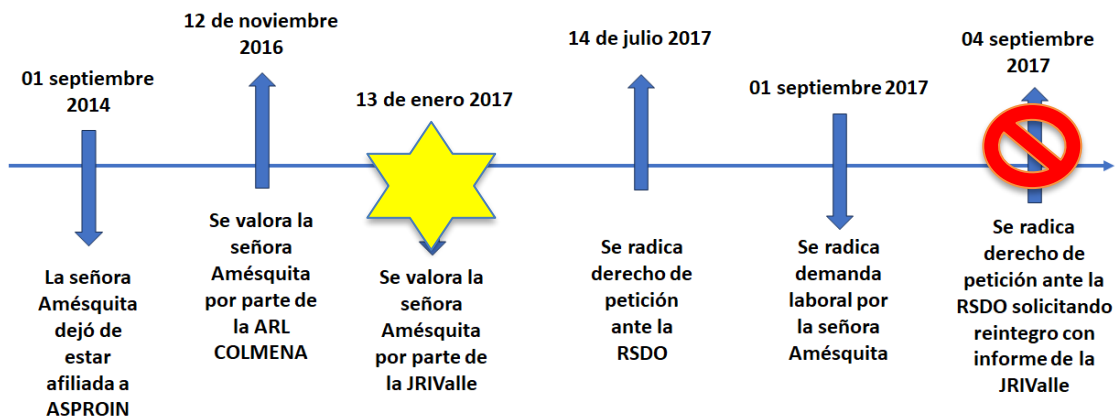 01 septiembre
2014
La señora
Amésquita
dejó de
estar
afiliada a
ASPROIN
12 de noviembre
2016
Se valora la
señora
Amésquita
por parte de
la ARL
COLMENA
13 de enero 2017
Se valora la
señora
Amésquita
por parte de
la JRIValle
14 de julio 2017
Se radica
derecho de
petición
ante la
RSDO
01 septiembre 2017
Se radica
demanda
laboral por
la señora
Amésquita
04 septiembre
2017
Se radica
derecho de
petición ante la
RSDO solicitando
reintegro con
informe de la
JRIValle